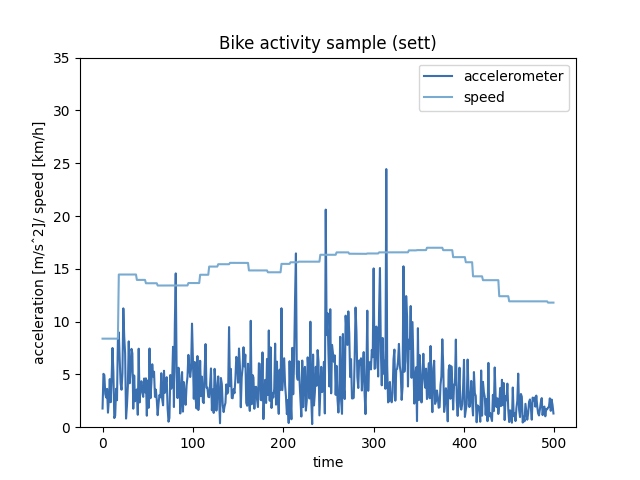 Bike activity sample (sett)
accelerometer
speed
35
30
25
20
15
10
5
0
acceleration [m/s^2]/ speed [km/h]
0 100 200 300 400 500
time